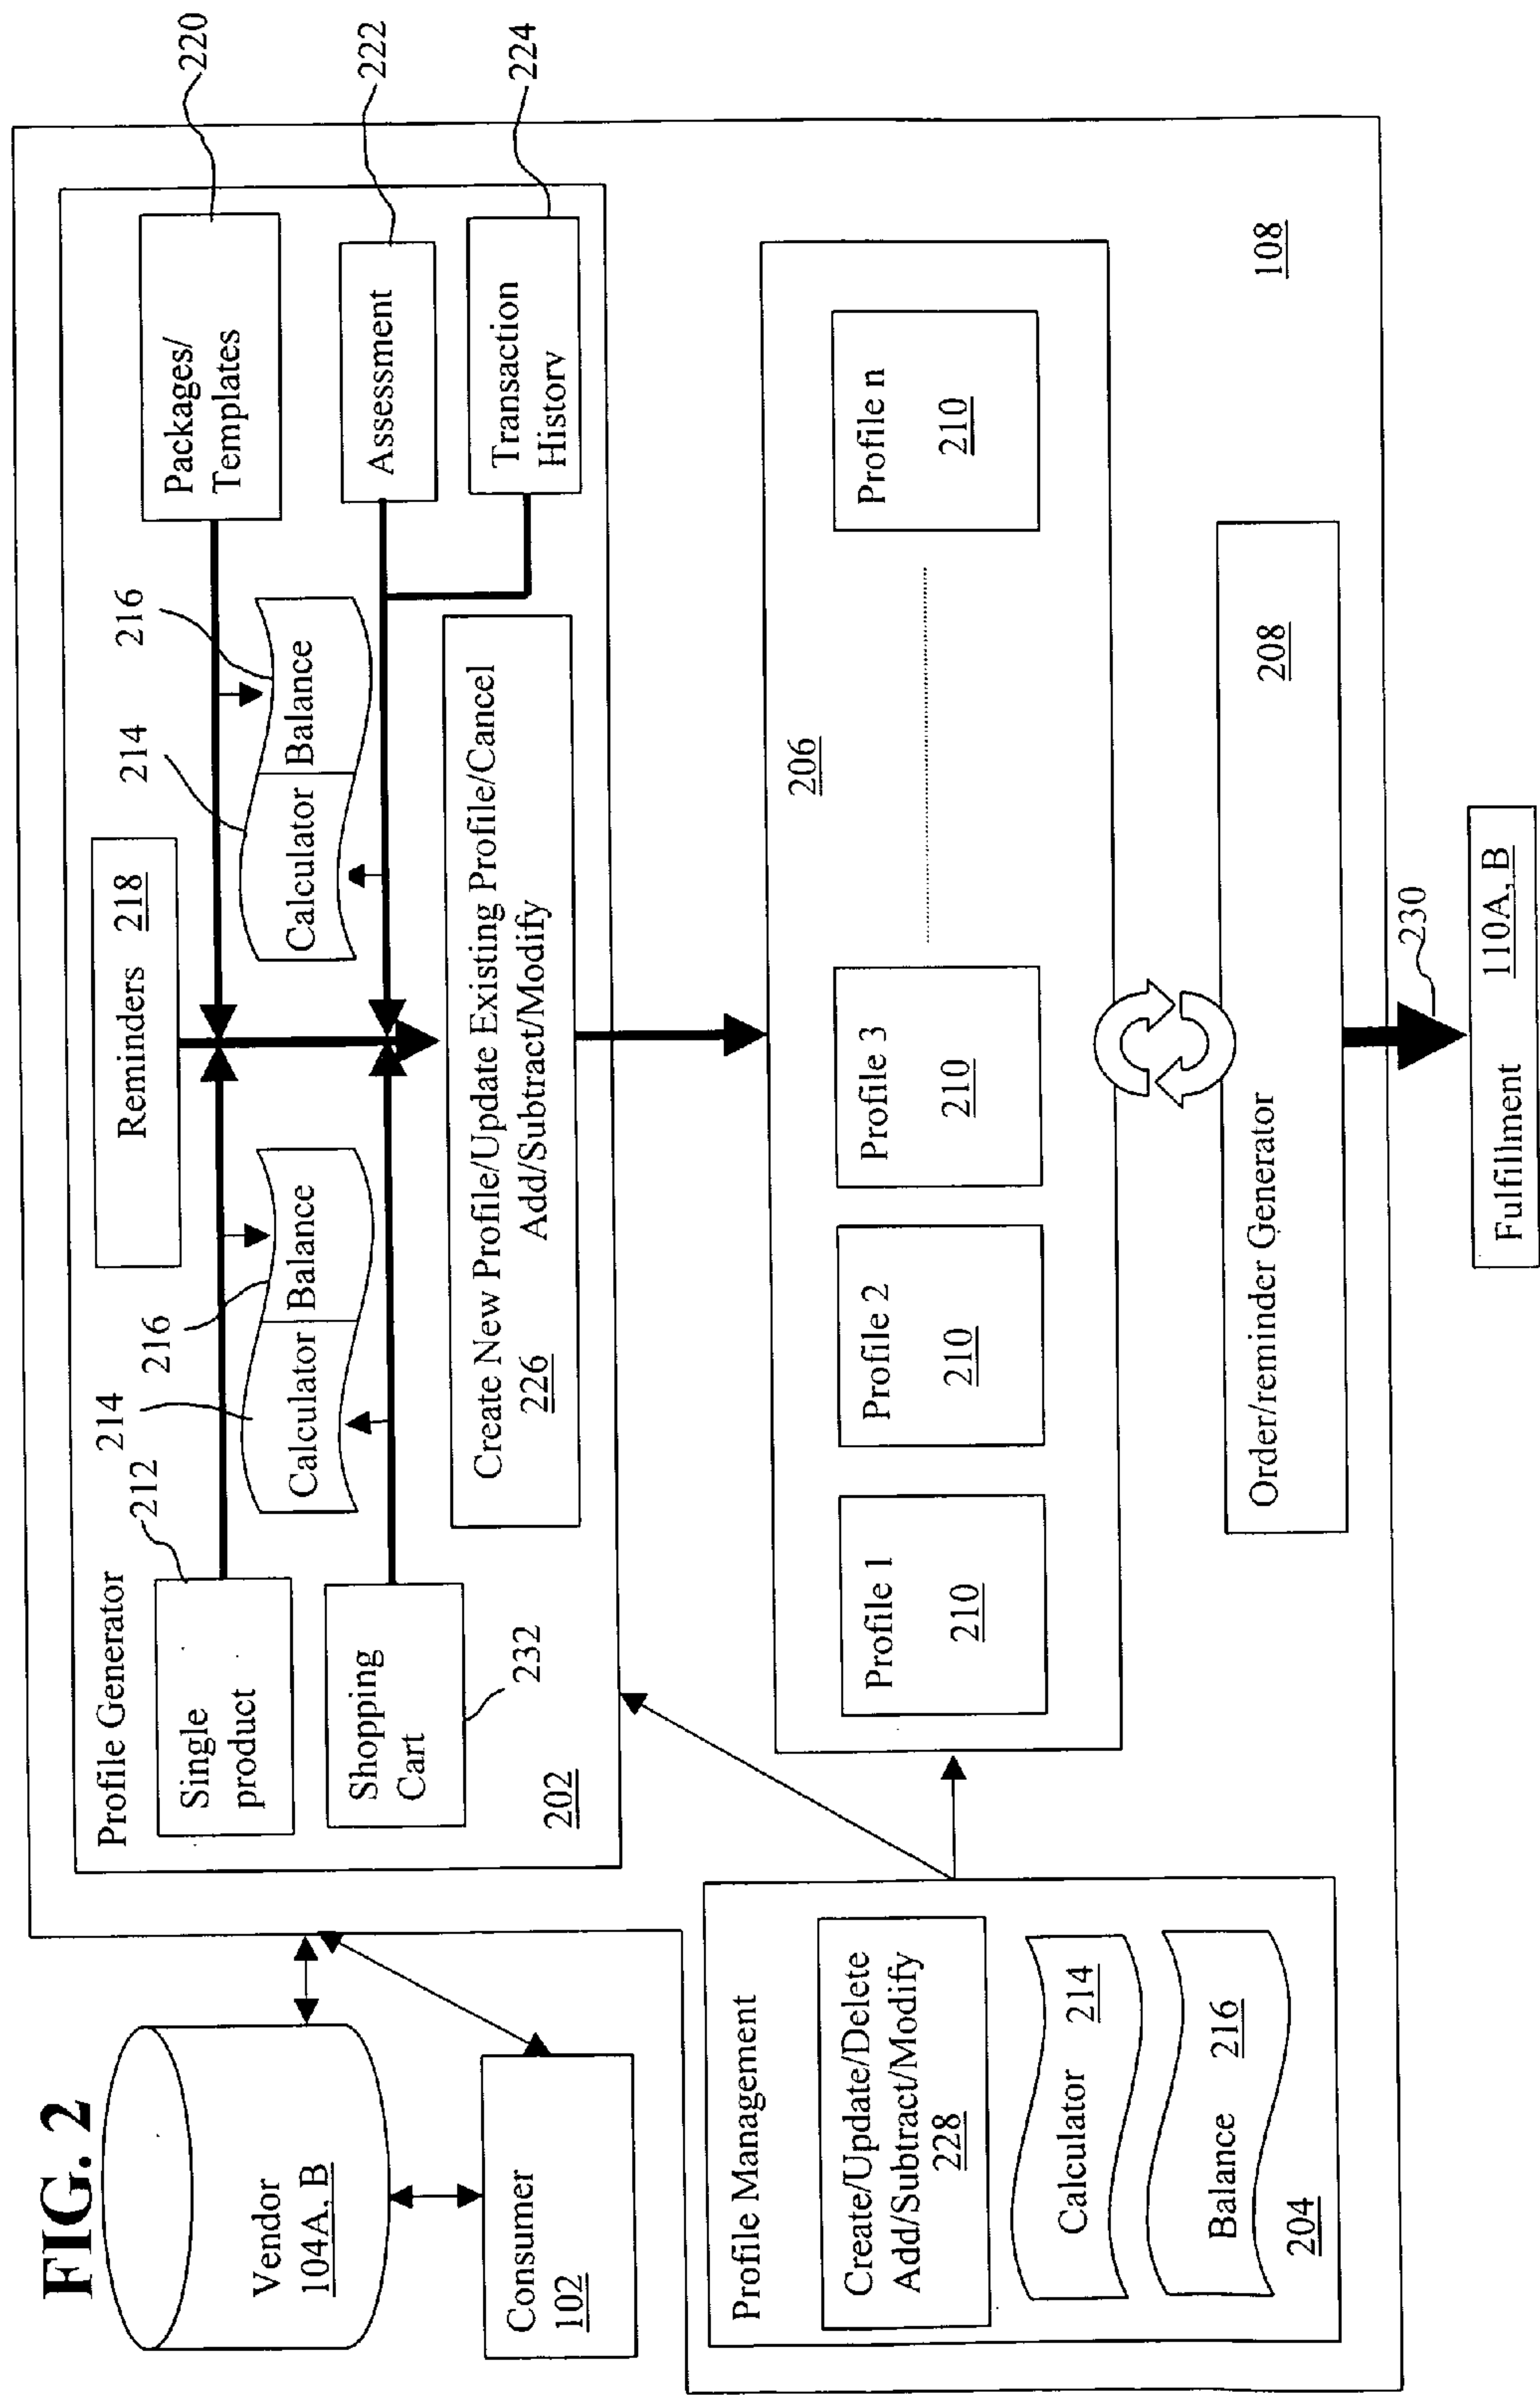 FIG. 2
Vendor
104A, B
Consumer
102
Profile Generator
Single
product
212
Shopping
Cart
232
202
214
216
Calculator
Balance
Reminders
218
214
216
Calculator
Balance
Packages/
Templates
220
Assessment
222
Transaction
History
224
Create New Profile/Update Existing Profile/Cancel
Add/Subtract/Modify
226
Profile Management
Create/Update/Delete
Add/Subtract/Modify
228
Calculator
214
Balance
216
204
206
Profile 1
210
Profile 2
210
Profile 3
210
Profile n
210
Order/reminder Generator
208
108
230
Fulfillment
110A, B